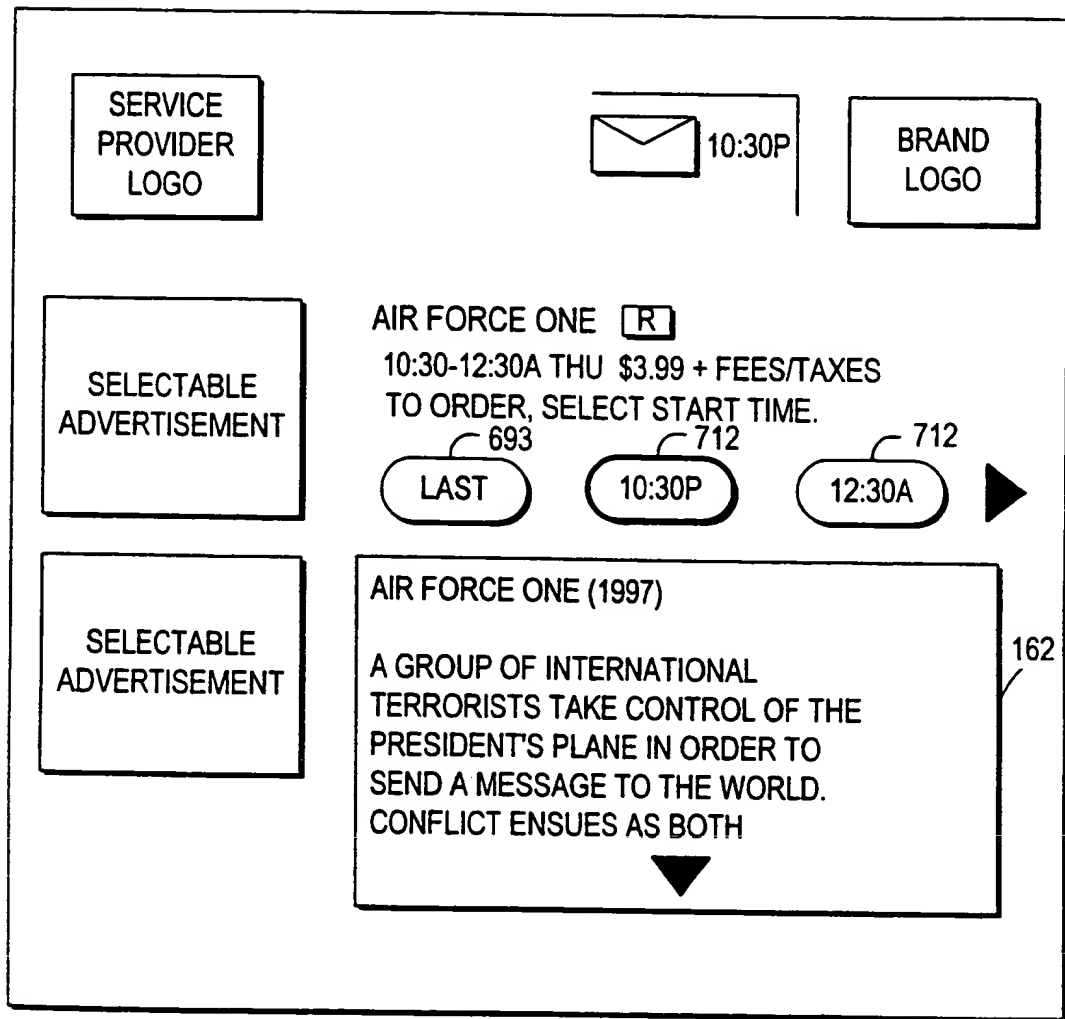 SERVICE
PROVIDER
LOGO
10:30P
BRAND
LOGO
SELECTABLE
ADVERTISEMENT
AIR FORCE ONE R
10:30-12:30A THU $3.99 + FEES/TAXES
TO ORDER, SELECT START TIME.
693 712 712
LAST 10:30P 12:30A
SELECTABLE
ADVERTISEMENT
AIR FORCE ONE (1997)
A GROUP OF INTERNATIONAL
TERRORISTS TAKE CONTROL OF THE
PRESIDENT'S PLANE IN ORDER TO
SEND A MESSAGE TO THE WORLD.
CONFLICT ENSUES AS BOTH
162